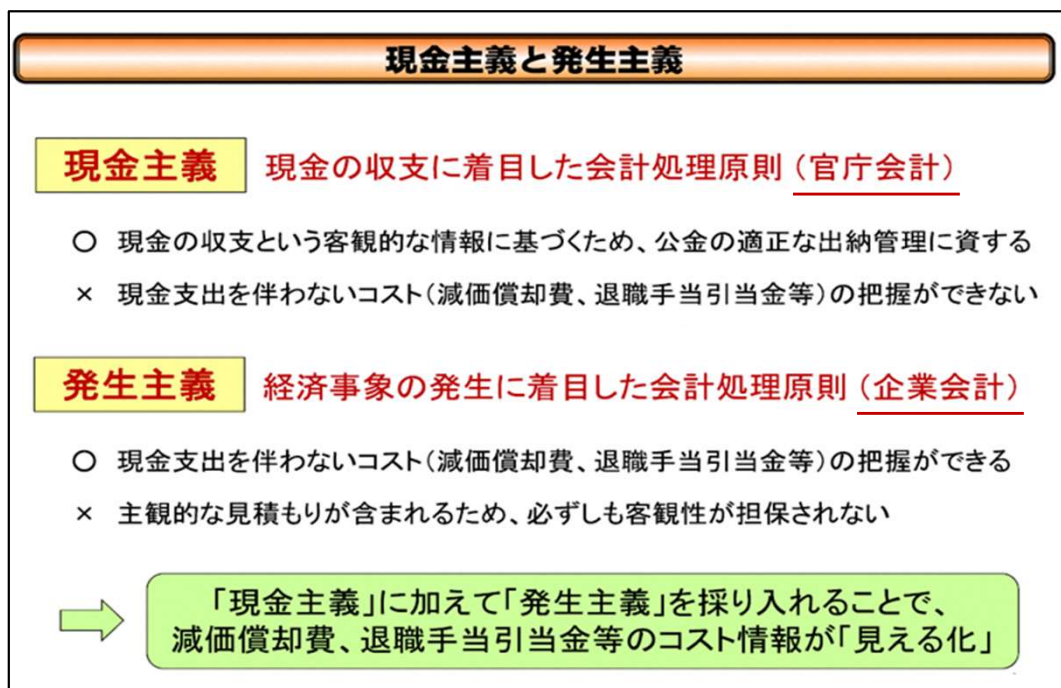 現金主義と発生主義
現金主義 現金の収支に着目した会計処理原則(官庁会計)
○ 現金の収支という客観的な情報に基づくため、公金の適正な出納管理に資する
× 現金支出を伴わないコスト(減価償却費、退職手当引当金等)の把握ができない
発生主義 経済事象の発生に着目した会計処理原則(企業会計)
○ 現金支出を伴わないコスト(減価償却費、退職手当引当金等)の把握ができる
× 主観的な見積もりが含まれるため、必ずしも客観性が担保されない
「現金主義」に加えて「発生主義」を採り入れることで、
減価償却費、退職手当引当金等のコスト情報が「見える化」